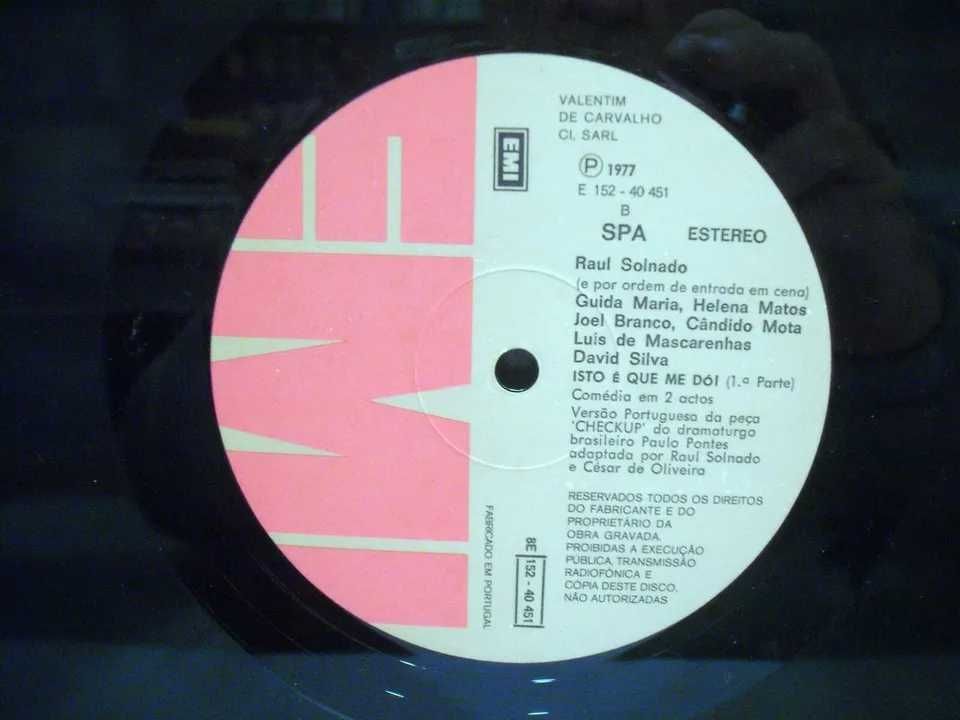 EMI
VALENTIM
DE CARVALHO
CI, SARL
EMI
Ⓟ 1977
E 152 - 40 451
B
SPA ESTEREO
Raul Solnado
(e por ordem de entrada em cena)
Guida Maria, Helena Matos
Joel Branco, Cândido Mota
Luis de Mascarenhas
David Silva
ISTO É QUE ME DÓI (1.a Parte)
Comédia em 2 actos
Versão Portuguesa da peça
'CHECKUP' do dramaturgo
brasileiro Paulo Pontes
adaptada por Raul Solnado
e César de Oliveira
RESERVADOS TODOS OS DIREITOS
DO FABRICANTE E DO
PROPRIETÁRIO DA
OBRA GRAVADA.
PROIBIDAS A EXECUÇÃO
PÚBLICA, TRANSMISSÃO
RADIOFÓNICA E
CÓPIA DESTE DISCO,
NÃO AUTORIZADAS
FABRICADO EM PORTUGAL
8E 152 - 40 451